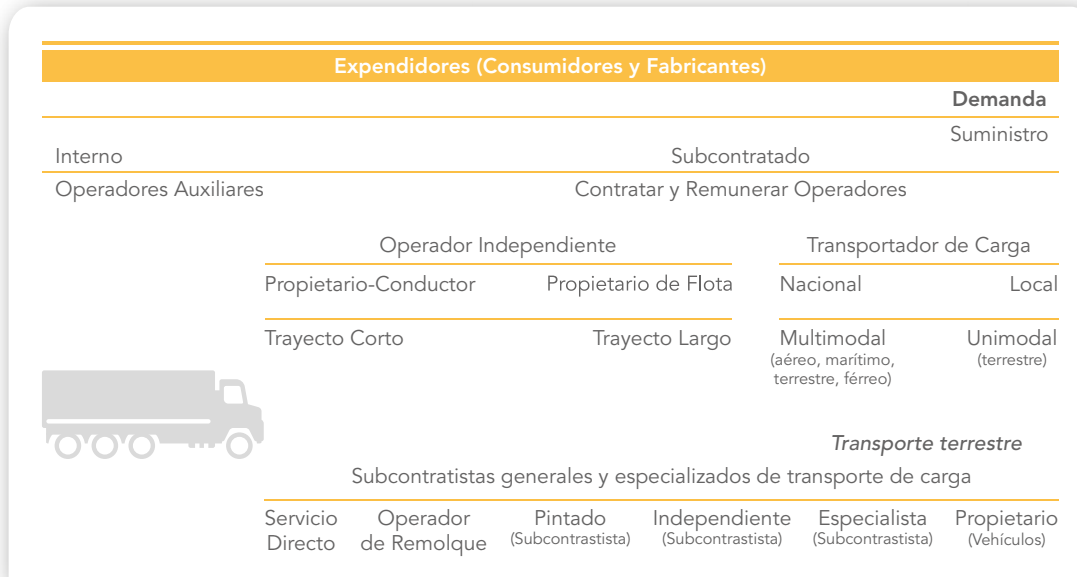 Expendidores (Consumidores y Fabricantes)
Demanda
Suministro
Interno Subcontratado
Operadores Auxiliares Contratar y Remunerar Operadores
Operador Independiente Transportador de Carga
Propietario-Conductor Propietario de Flota Nacional Local
Trayecto Corto Trayecto Largo Multimodal Unimodal
(aéreo, marítimo, (terrestre)
terrestre, férreo)
Transporte terrestre
Subcontratistas generales y especializados de transporte de carga
Servicio Operador Pintado Independiente Especialista Propietario
Directo de Remolque (Subcontrastista) (Subcontrastista) (Subcontrastista) (Vehículos)